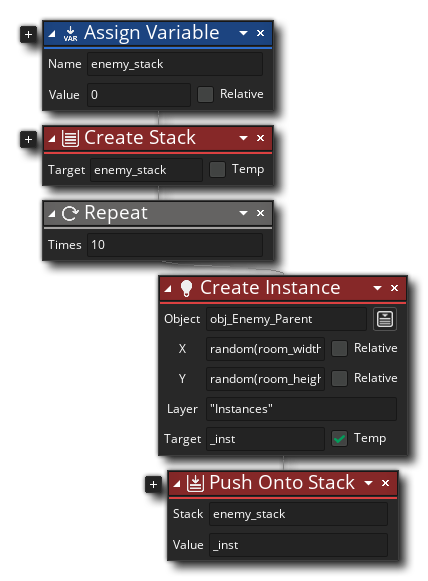 Assign Variable
VAR
Name enemy_stack
Value 0 Relative
Create Stack
Target enemy_stack Temp
Repeat
Times 10
Create Instance
Object obj_Enemy_Parent
X random(room_width Relative
Y random(room_heigh Relative
Layer "Instances"
Target _inst Temp
Push Onto Stack
Stack enemy_stack
Value _inst